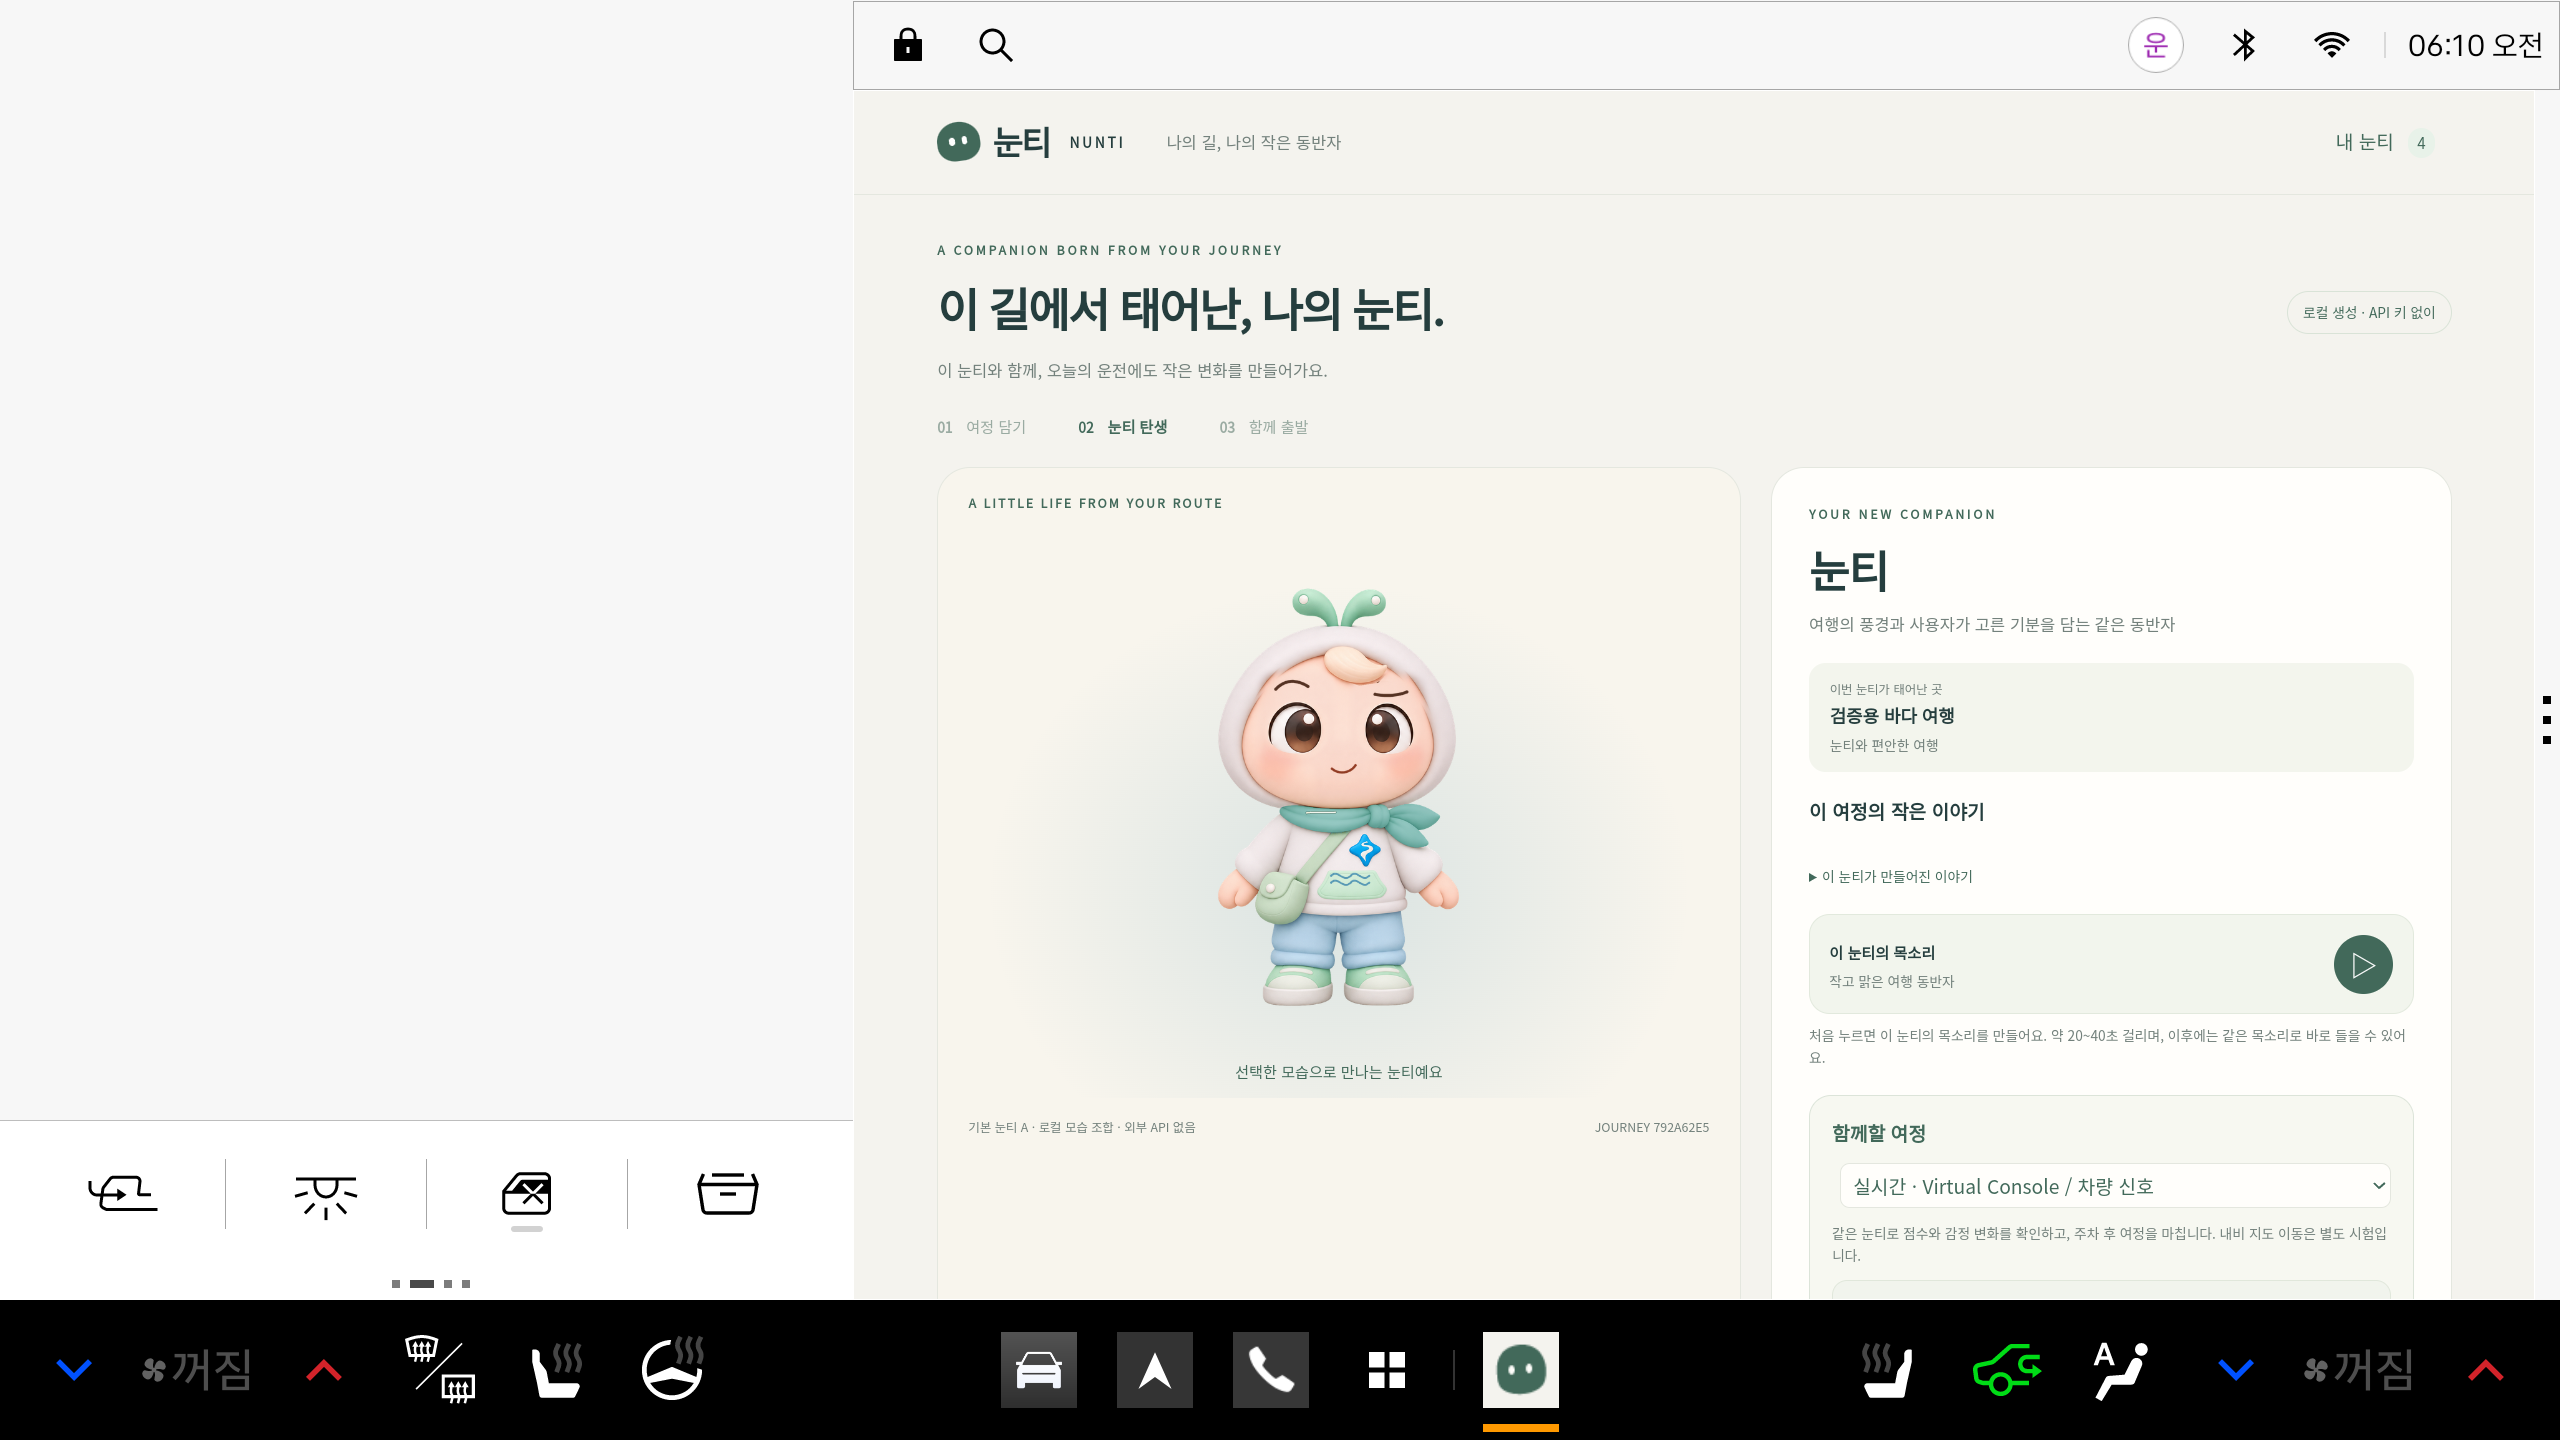 운
06:10 오전
눈티 NUNTI 나의 길, 나의 작은 동반자
내 눈티 4
A COMPANION BORN FROM YOUR JOURNEY
이 길에서 태어난, 나의 눈티.
로컬 생성 · API 키 없이
이 눈티와 함께, 오늘의 운전에도 작은 변화를 만들어가요.
01 여정 담기 02 눈티 탄생 03 함께 출발
A LITTLE LIFE FROM YOUR ROUTE
선택한 모습으로 만나는 눈티예요
기본 눈티 A · 로컬 모습 조합 · 외부 API 없음
JOURNEY 792A62E5
YOUR NEW COMPANION
눈티
여행의 풍경과 사용자가 고른 기분을 담는 같은 동반자
이번 눈티가 태어난 곳
검증용 바다 여행
눈티와 편안한 여행
이 여정의 작은 이야기
▶ 이 눈티가 만들어진 이야기
이 눈티의 목소리
작고 맑은 여행 동반자
처음 누르면 이 눈티의 목소리를 만들어요. 약 20~40초 걸리며, 이후에는 같은 목소리로 바로 들을 수 있어
요.
함께할 여정
실시간 · Virtual Console / 차량 신호
같은 눈티로 점수와 감정 변화를 확인하고, 주차 후 여정을 마칩니다. 내비 지도 이동은 별도 시험입
니다.
꺼짐
A
꺼짐